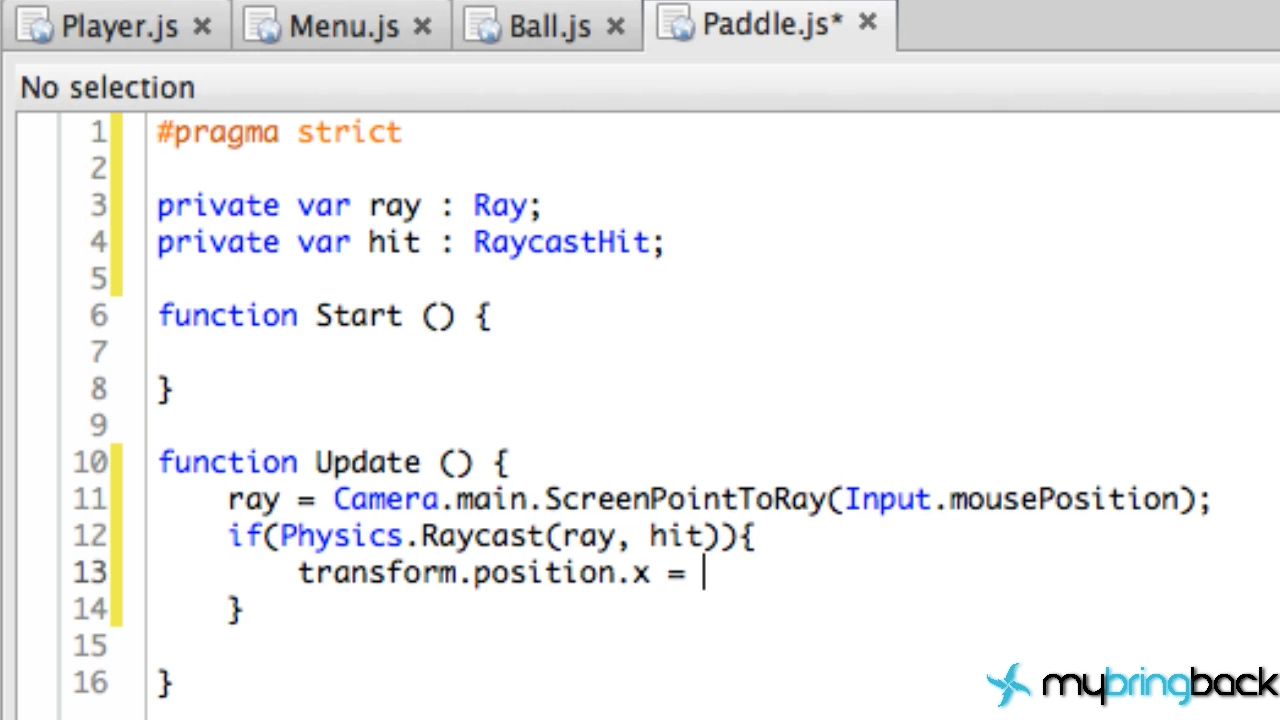 Player.js × Menu.js × Ball.js × Paddle.js* ×
No selection
1 #pragma strict
2
3 private var ray : Ray;
4 private var hit : RaycastHit;
5
6 function Start () {
7
8 }
9
10 function Update () {
11 ray = Camera.main.ScreenPointToRay(Input.mousePosition);
12 if(Physics.Raycast(ray, hit)){
13 transform.position.x =
14 }
15
16 }
mybringback